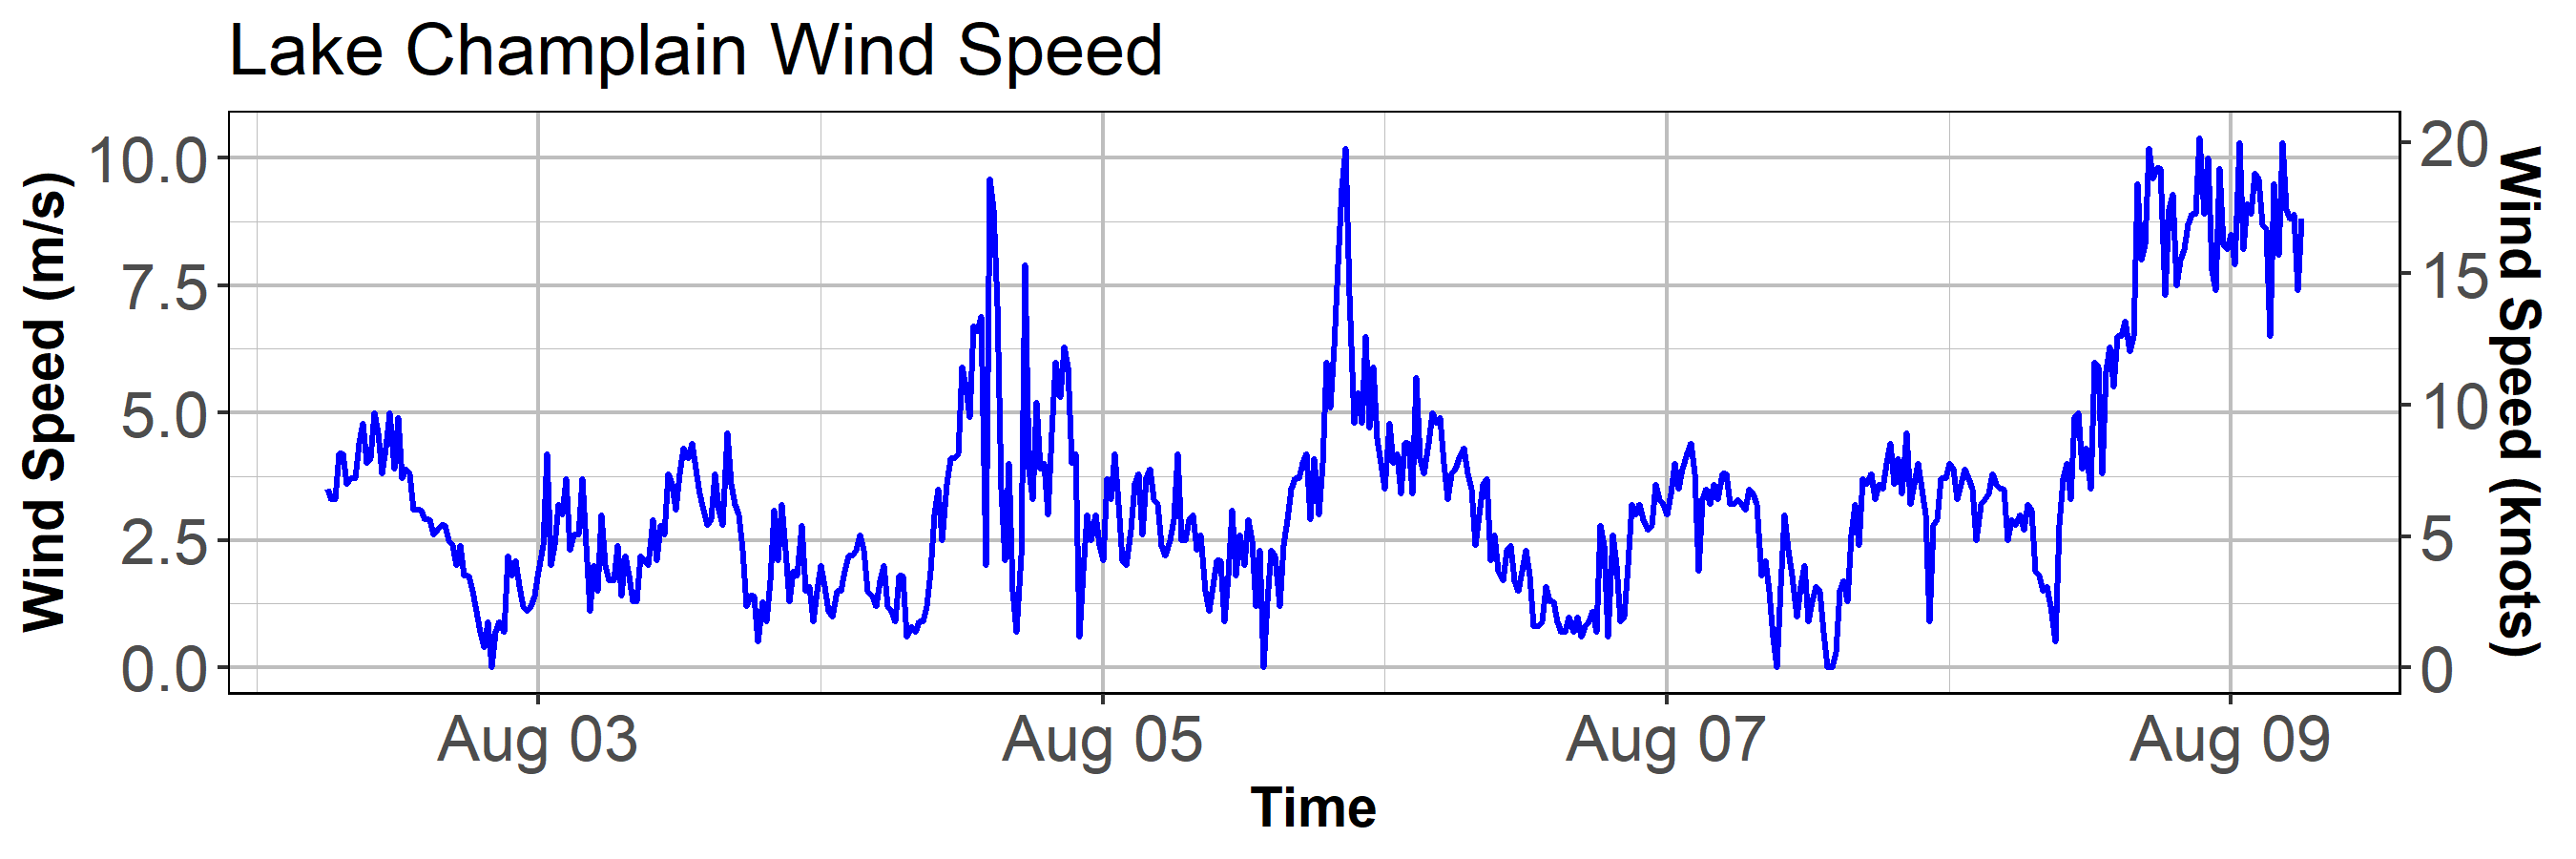 Lake Champlain Wind Speed
Wind Speed (m/s)
10.0
7.5
5.0
2.5
0.0
20
15
10
5
0
Wind Speed (knots)
Aug 03 Aug 05 Aug 07 Aug 09
Time